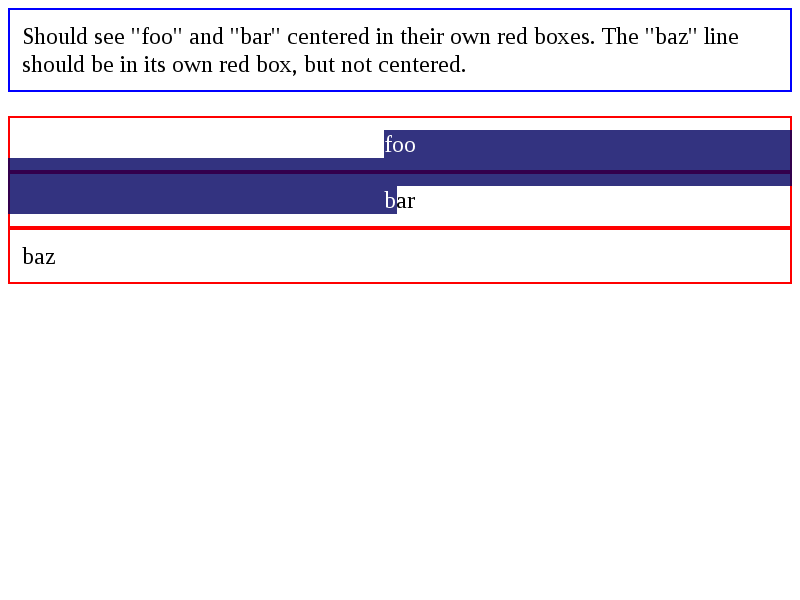 Should see "foo" and "bar" centered in their own red boxes. The "baz" line
should be in its own red box, but not centered.
foo
bar
baz